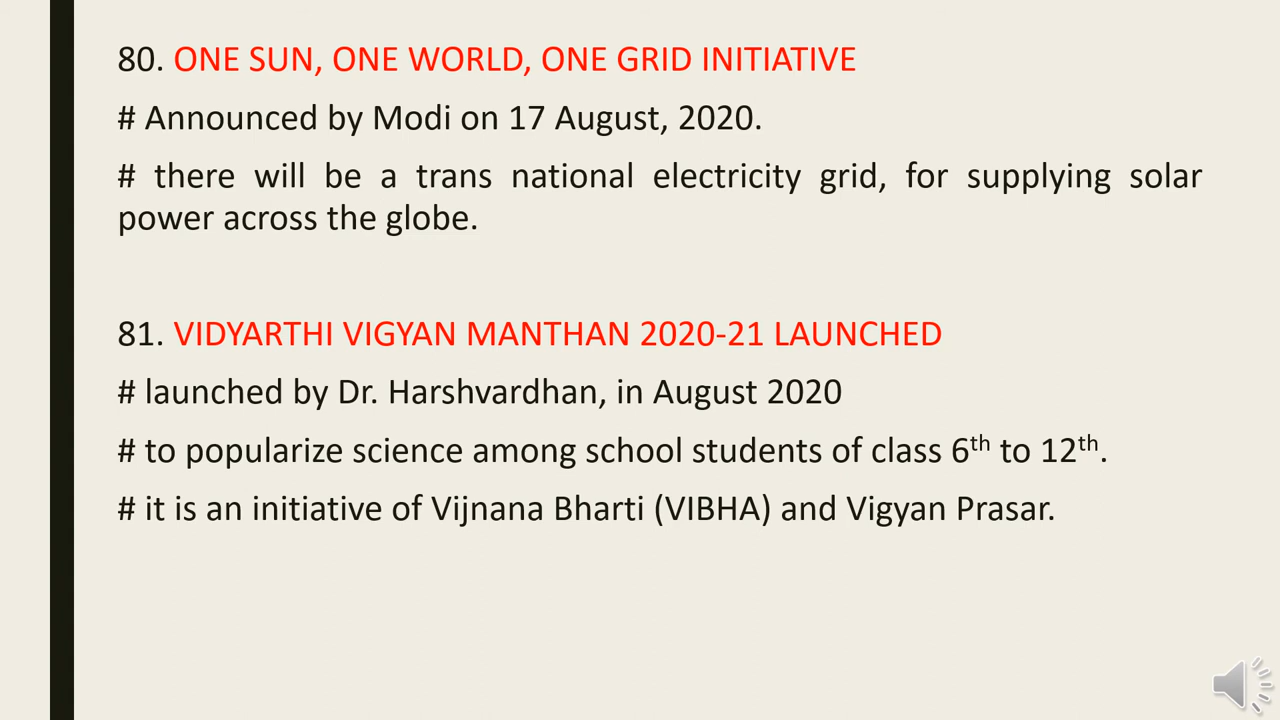 80. ONE SUN, ONE WORLD, ONE GRID INITIATIVE
# Announced by Modi on 17 August, 2020.
# there will be a trans national electricity grid, for supplying solar
power across the globe.
81. VIDYARTHI VIGYAN MANTHAN 2020-21 LAUNCHED
# launched by Dr. Harshvardhan, in August 2020
# to popularize science among school students of class 6th to 12th.
# it is an initiative of Vijnana Bharti (VIBHA) and Vigyan Prasar.